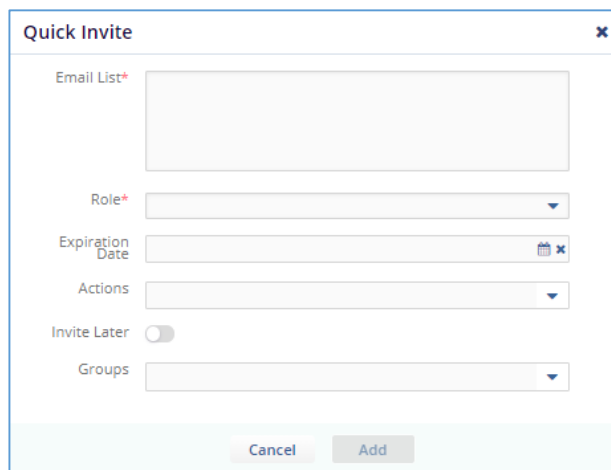 Quick Invite
Email List*
Role*
Expiration
Date
Actions
Invite Later
Groups
Cancel
Add